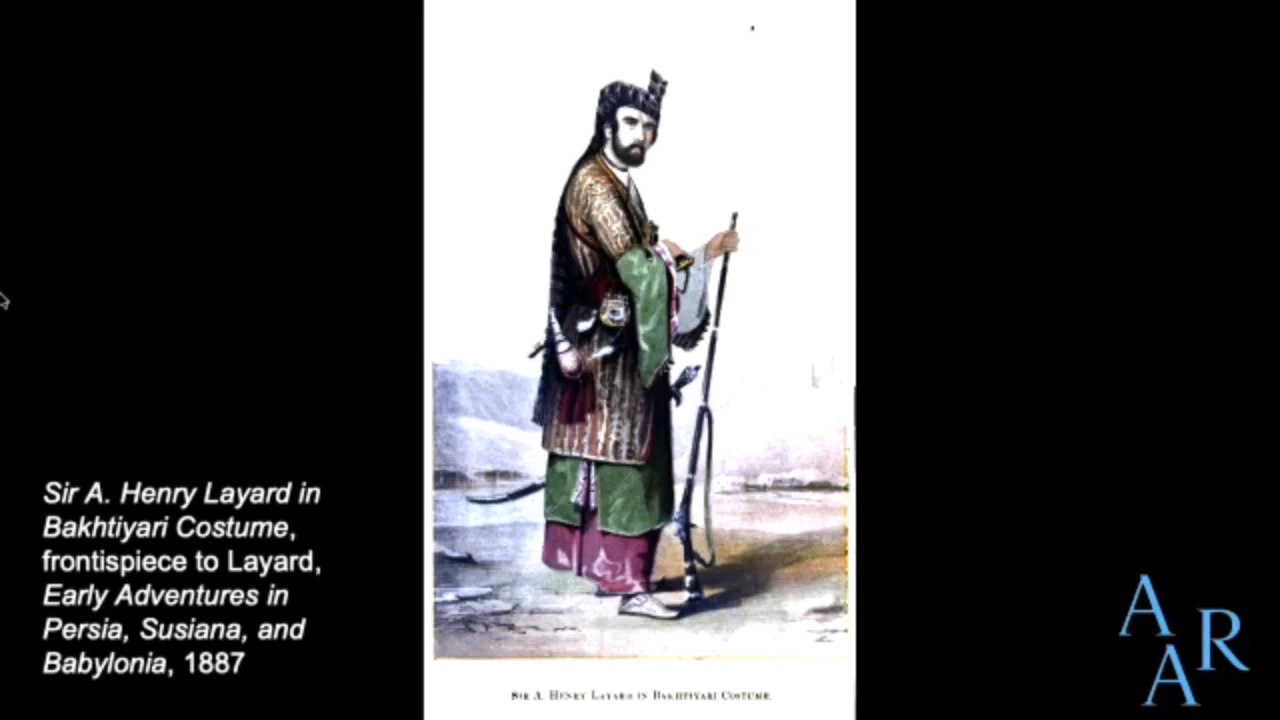 Sir A. Henry Layard in
Bakhtiyari Costume,
frontispiece to Layard,
Early Adventures in
Persia, Susiana, and
Babylonia, 1887
Sir A. Henry Layard in Bakhtiyari Costume.
A
R
A